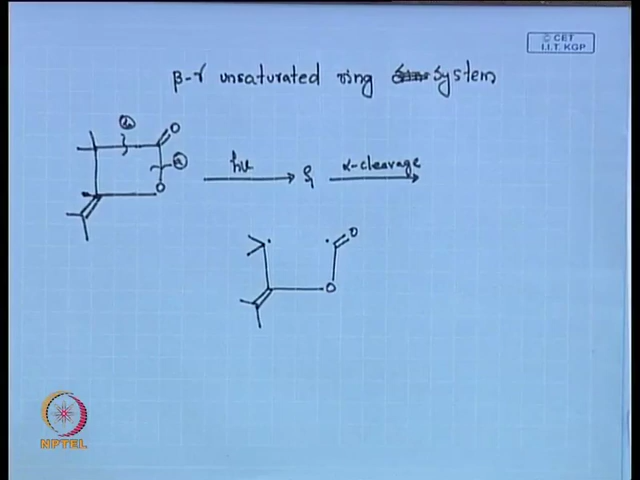 © CET
I.I.T. KGP
β-γ unsaturated ring system
b
O
a
O
hν
S₁
α-cleavage
O
O
NPTEL